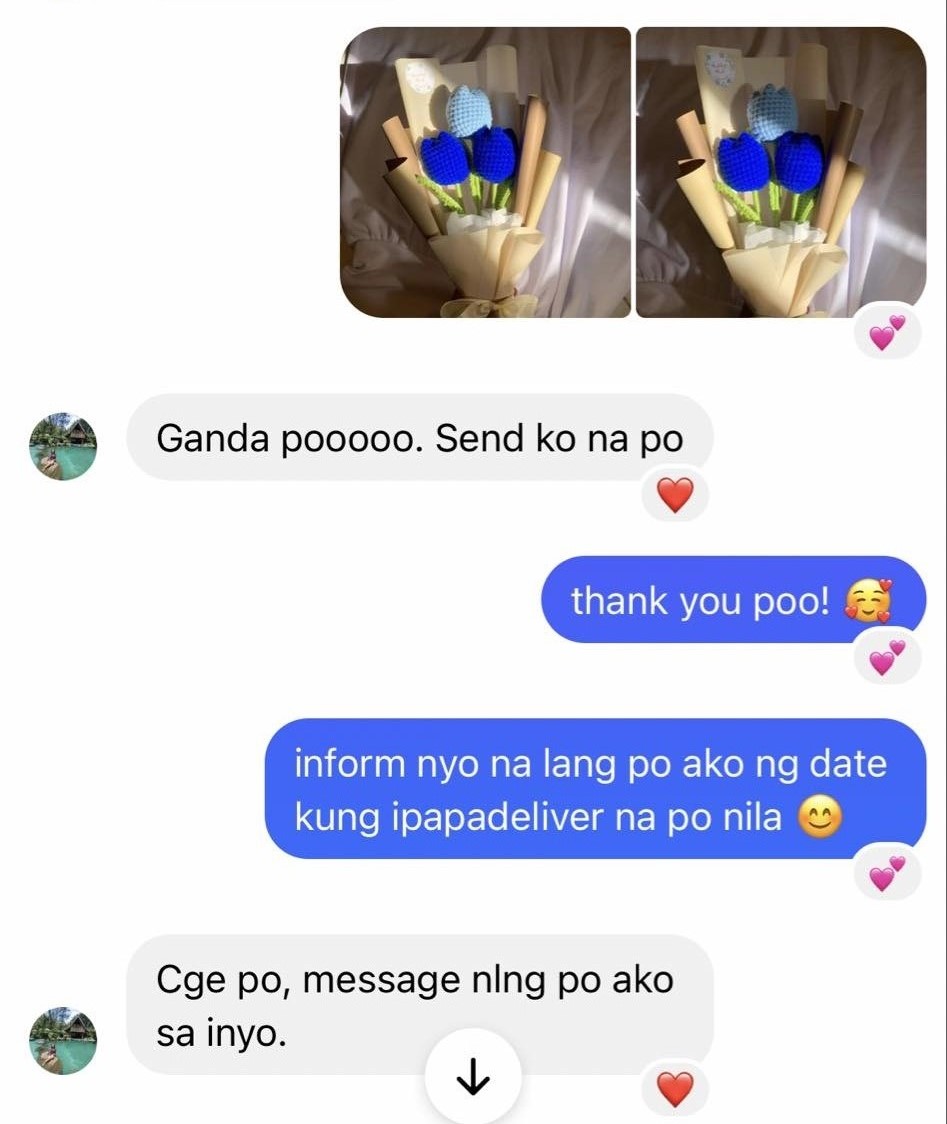 Ganda pooooo. Send ko na po
thank you poo! 🥰
inform nyo na lang po ako ng date
kung ipapadeliver na po nila 😊
Cge po, message nlng po ako
sa inyo.